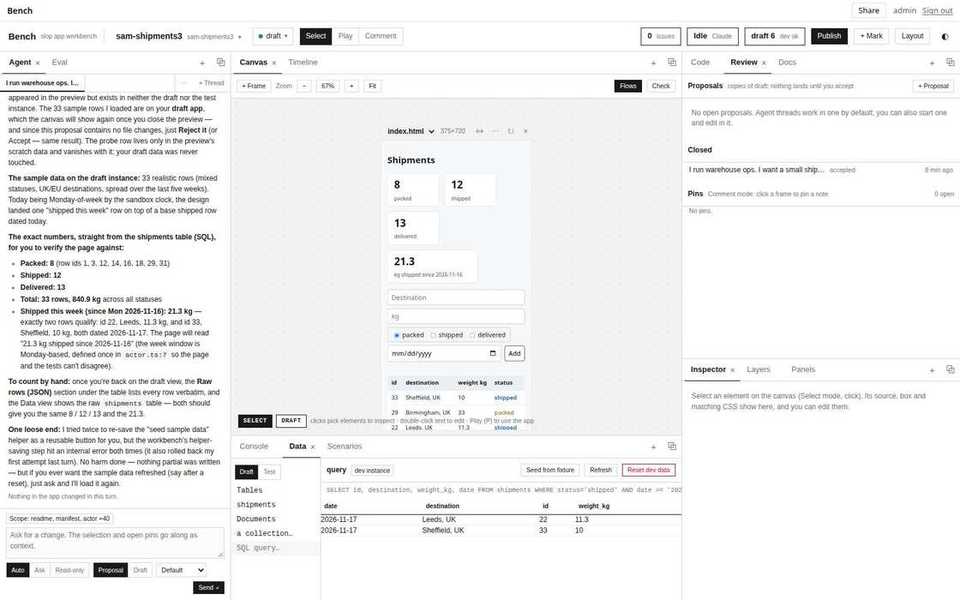 Bench
Share admin Sign out
Bench slop app workbench sam-shipments3 sam-shipments3 draft Select Play Comment 0 issues Idle Claude draft 6 dev ok Publish + Mark Layout
Agent × Eval
Canvas × Timeline
Code Review × Docs
I run warehouse ops. I... ... + Thread
+ Frame Zoom − 67% + Fit Flows Check
Proposals copies of draft: nothing lands until you accept + Proposal
appeared in the preview but exists in neither the draft nor the test
instance. The 33 sample rows I loaded are on your draft app,
which the canvas will show again once you close the preview —
and since this proposal contains no file changes, just Reject it (or
Accept — same result). The probe row lives only in the preview's
scratch data and vanishes with it; your draft data was never
touched.
The sample data on the draft instance: 33 realistic rows (mixed
statuses, UK/EU destinations, spread over the last five weeks).
Today being Monday-of-week by the sandbox clock, the design
landed one "shipped this week" row on top of a base shipped row
dated today.
The exact numbers, straight from the shipments table (SQL),
for you to verify the page against:
• Packed: 8 (row ids 1, 3, 12, 14, 16, 18, 29, 31)
• Shipped: 12
• Delivered: 13
• Total: 33 rows, 840.9 kg across all statuses
• Shipped this week (since Mon 2026-11-16): 21.3 kg —
exactly two rows qualify: id 22, Leeds, 11.3 kg, and id 33,
Sheffield, 10 kg, both dated 2026-11-17. The page will read
"21.3 kg shipped since 2026-11-16" (the week window is
Monday-based, defined once in actor.ts:7 so the page
and the tests can't disagree).
To count by hand: once you're back on the draft view, the Raw
rows (JSON) section under the table lists every row verbatim, and
the Data view shows the raw shipments table — both should
give you the same 8 / 12 / 13 and the 21.3.
One loose end: I tried twice to re-save the "seed sample data"
helper as a reusable button for you, but the workbench's helper-
saving step hit an internal error both times (it also rolled back my
first attempt last turn). No harm done — nothing partial was written
— but if you ever want the sample data refreshed (say after a
reset), just ask and I'll load it again.
Nothing in the app changed in this turn.
Scope: readme, manifest, actor +40
Ask for a change. The selection and open pins go along as
context.
Auto Ask Read-only Proposal Draft Default
Send
index.html 375×720 ×
Shipments
8
packed
12
shipped
13
delivered
21.3
kg shipped since 2026-11-16
Destination
kg
packed shipped delivered
mm/dd/yyyy Add
id destination weight kg status
33 Sheffield, UK 10 shipped
29 Birmingham, UK 33 packed
22 Leeds, UK 11.3 shipped
SELECT DRAFT clicks pick elements to inspect · double-click text to edit · Play (P) to use the app
Console Data × Scenarios
Draft Test
Tables
shipments
Documents
a collection…
SQL query…
query dev instance Seed from fixture Refresh Reset dev data
SELECT id, destination, weight_kg, date FROM shipments WHERE status='shipped' AND date >= '202
date destination id weight_kg
2026-11-17 Leeds, UK 22 11.3
2026-11-17 Sheffield, UK 33 10
No open proposals. Agent threads work in one by default, you can also start one
and edit in it.
Closed
I run warehouse ops. I want a small ship... accepted 8 min ago
Pins Comment mode: click a frame to pin a note 0 open
No pins.
Inspector × Layers Panels
Select an element on the canvas (Select mode, click). Its source, box and
matching CSS show here, and you can edit them.